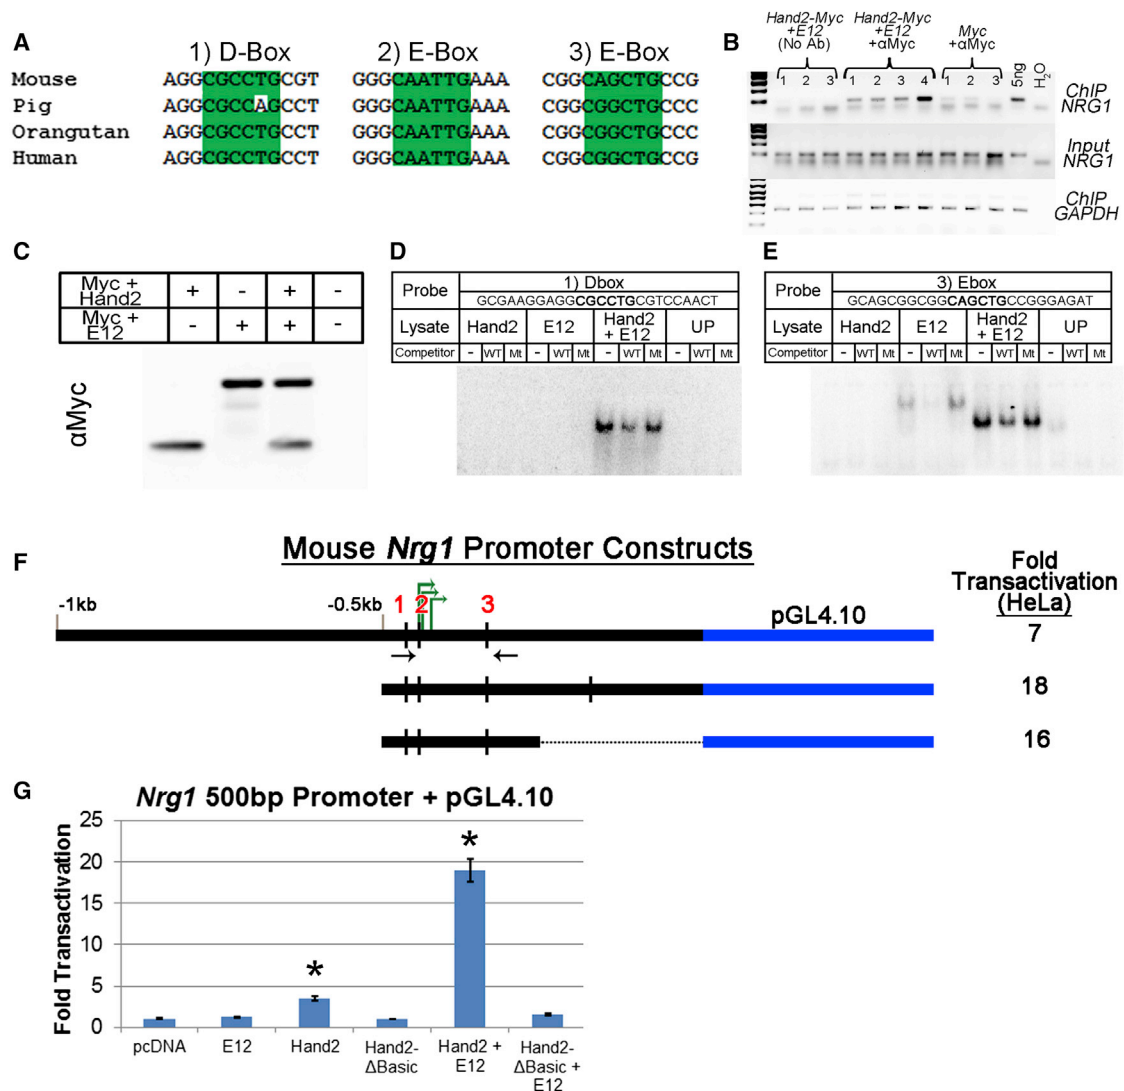 A
1) D-Box 2) E-Box 3) E-Box
Mouse AGGCGCCTGCGT GGGCAATTGAAA CGGCAGCTGCCG
Pig AGGCGCCAGCCT GGGCAATTGAAA CGGCGGCTGCCG
Orangutan AGGCGCCTGCCT GGGCAATTGAAA CGGCGGCTGCCG
Human AGGCGCCTGCCT GGGCAATTGAAA CGGCGGCTGCCG
B
Hand2-Myc Hand2-Myc
+E12 +E12 Myc
(No Ab) +αMyc +αMyc
1 2 3 1 2 3 4 1 2 3 5ng H2O
ChIP
NRG1
Input
NRG1
ChIP
GAPDH
C
Myc +
Hand2 + - + -
Myc +
E12 - + + -
αMyc
D
Probe 1) Dbox
GCGAAGGAGGCGCCTGCGTCCAACT
Lysate Hand2 E12 Hand2
+ E12 UP
Competitor - WT Mt - WT Mt - WT Mt - WT Mt
E
Probe 3) Ebox
GCAGCGGCGGCAGCTGCCGGGAGAT
Lysate Hand2 E12 Hand2
+ E12 UP
Competitor - WT Mt - WT Mt - WT Mt - WT Mt
F
Mouse Nrg1 Promoter Constructs
Fold
Transactivation
(HeLa)
-1kb -0.5kb 1 2 3 pGL4.10
7
18
16
G
Nrg1 500bp Promoter + pGL4.10
Fold Transactivation
25
20
15
10
5
0
* *
pcDNA E12 Hand2 Hand2-
ΔBasic Hand2 +
E12 Hand2-
ΔBasic +
E12